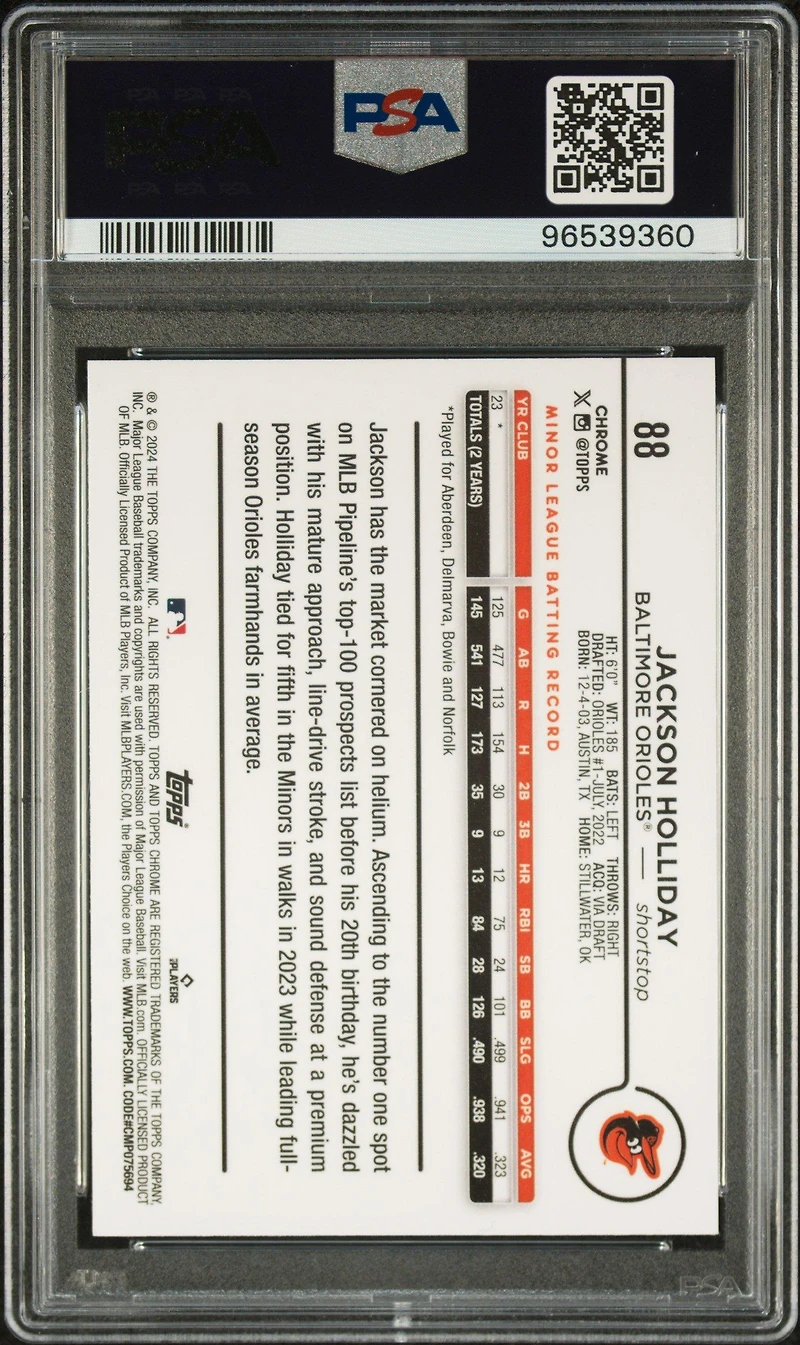 PSA
96539360
88
JACKSON HOLLIDAY
BALTIMORE ORIOLES® — shortstop
CHROME
X @TOPPS
HT: 6'0" WT: 185 BATS: LEFT THROWS: RIGHT
DRAFTED: ORIOLES #1-JULY, 2022 ACQ: VIA DRAFT
BORN: 12-4-03, AUSTIN, TX HOME: STILLWATER, OK
MINOR LEAGUE BATTING RECORD
YR CLUB G AB R H 2B 3B HR RBI SB BB SLG OPS AVG
23 * 125 477 113 154 30 9 12 75 24 101 .499 .941 .323
TOTALS (2 YEARS) 145 541 127 173 35 9 13 84 28 126 .490 .938 .320
*Played for Aberdeen, Delmarva, Bowie and Norfolk
Jackson has the market cornered on helium. Ascending to the number one spot
on MLB Pipeline's top-100 prospects list before his 20th birthday, he's dazzled
with his mature approach, line-drive stroke, and sound defense at a premium
position. Holliday tied for fifth in the Minors in walks in 2023 while leading full-
season Orioles farmhands in average.
topps®
PLAYERS
® & © 2024 THE TOPPS COMPANY, INC. ALL RIGHTS RESERVED. TOPPS AND TOPPS CHROME ARE REGISTERED TRADEMARKS OF THE TOPPS COMPANY,
INC. Major League Baseball trademarks and copyrights are used with permission of Major League Baseball. Visit MLB.com. OFFICIALLY LICENSED PRODUCT
OF MLB Players, Inc. Officially Licensed Product of MLB Players, Inc. Visit MLBPLAYERS.COM, the Players Choice on the web. WWW.TOPPS.COM. CODE#CMP075694
PSA